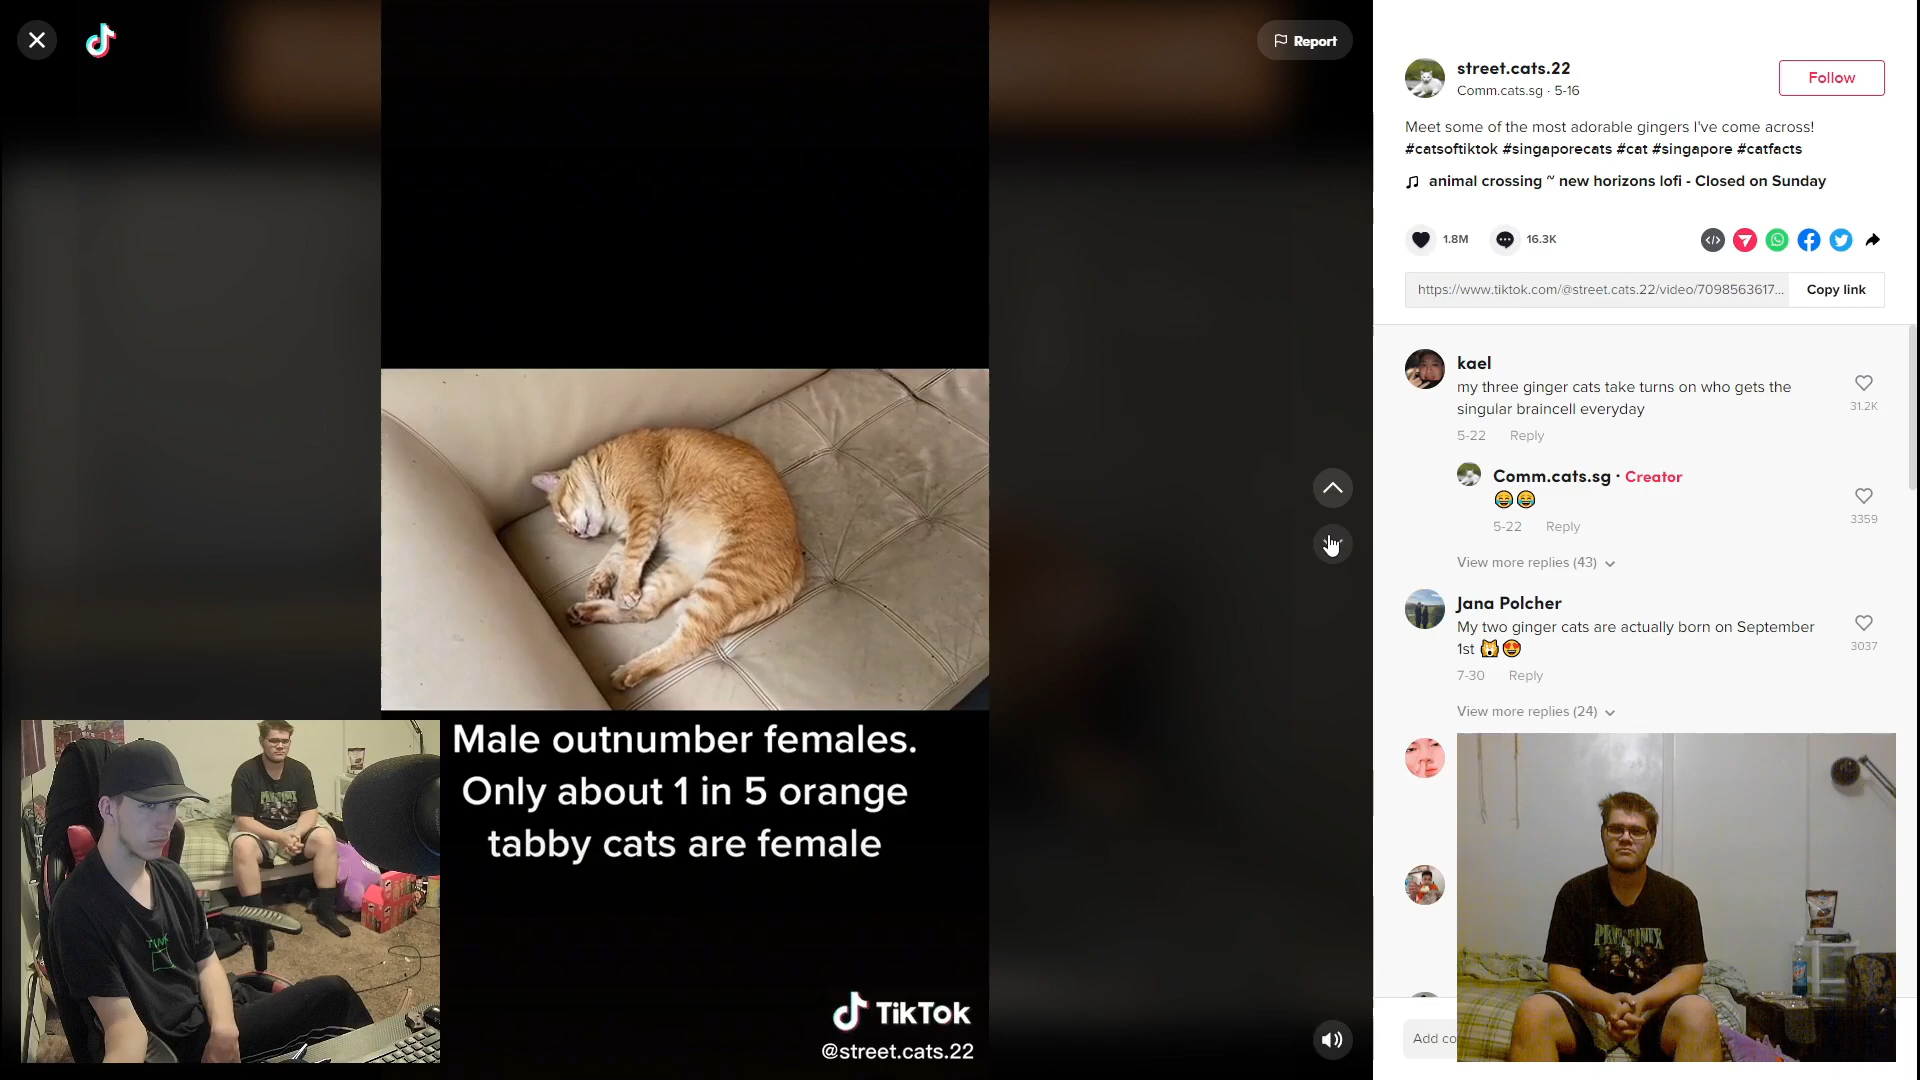 Report
street.cats.22
Comm.cats.sg · 5-16
Follow
Meet some of the most adorable gingers I've come across!
#catsoftiktok #singaporecats #cat #singapore #catfacts
animal crossing ~ new horizons lofi - Closed on Sunday
1.8M
16.3K
https://www.tiktok.com/@street.cats.22/video/7098563617...
Copy link
kael
my three ginger cats take turns on who gets the
singular braincell everyday
31.2K
5-22 Reply
Comm.cats.sg · Creator
😂😂
3359
5-22 Reply
View more replies (43)
Jana Polcher
My two ginger cats are actually born on September
1st 🙀😍
3037
7-30 Reply
View more replies (24)
Male outnumber females.
Only about 1 in 5 orange
tabby cats are female
TikTok
@street.cats.22
Add co
PENTATONIX